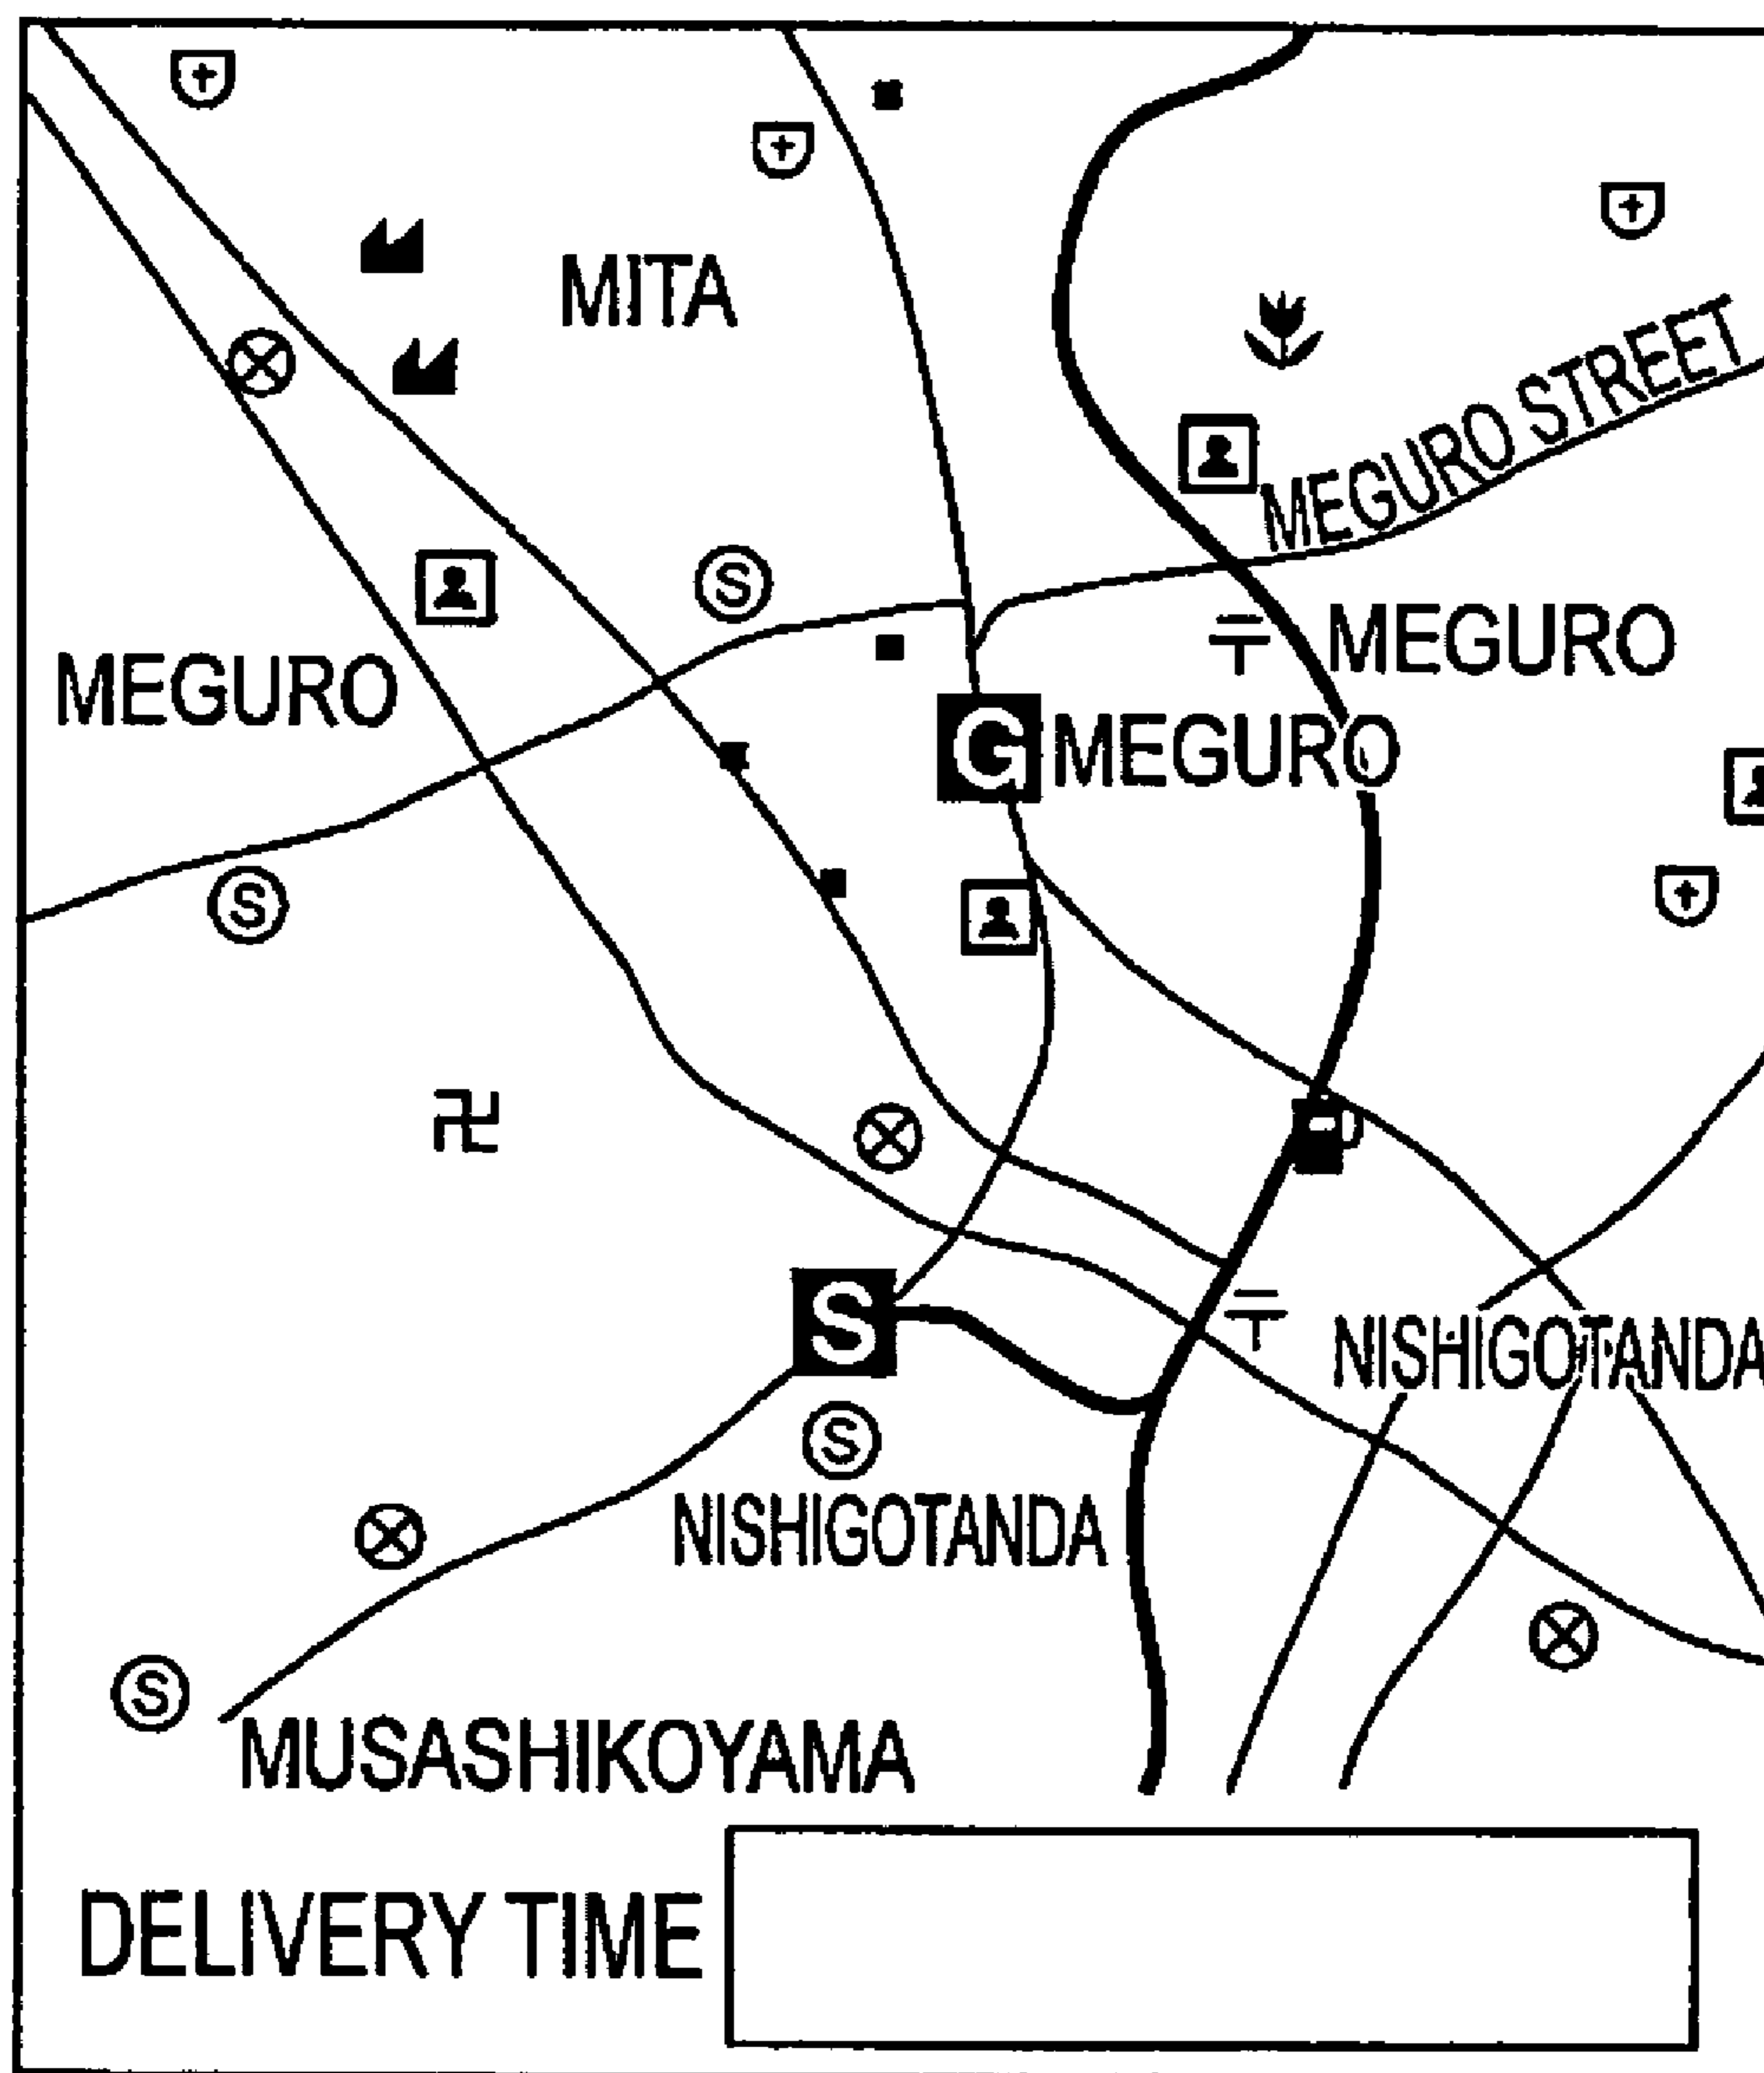 MITA
MEGURO STREET
S
MEGURO
MEGURO
G MEGURO
S
S
NISHIGOTANDA
S
NISHIGOTANDA
S
MUSASHIKOYAMA
DELIVERY TIME